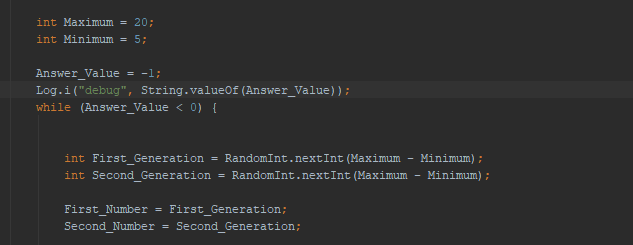 int Maximum = 20;
int Minimum = 5;
Answer_Value = -1;
Log.i("debug", String.valueOf(Answer_Value));
while (Answer_Value < 0) {
int First_Generation = RandomInt.nextInt(Maximum - Minimum);
int Second_Generation = RandomInt.nextInt(Maximum - Minimum);
First_Number = First_Generation;
Second_Number = Second_Generation;